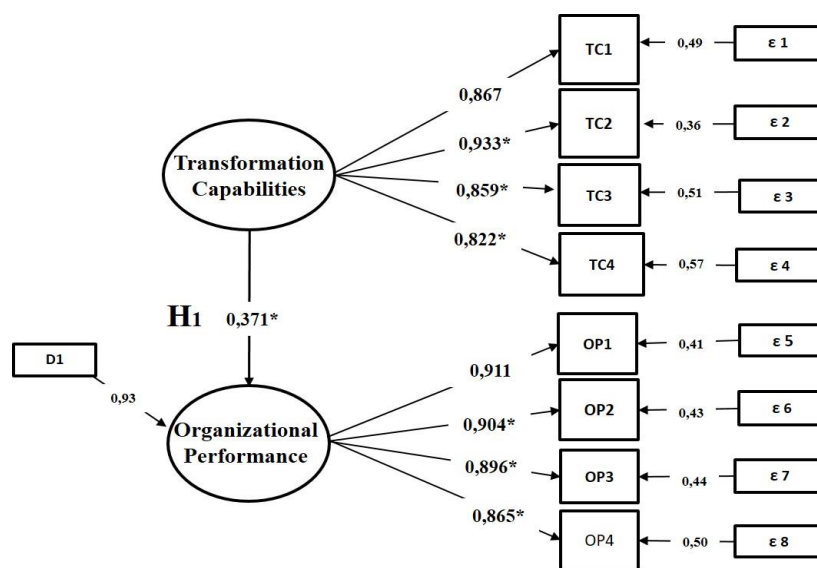 TC1
0,49
ε 1
0,867
TC2
0,36
ε 2
0,933*
Transformation
Capabilities
0,859*
TC3
0,51
ε 3
0,822*
TC4
0,57
ε 4
H1 0,371*
D1
0,93
OP1
0,41
ε 5
0,911
OP2
0,43
ε 6
0,904*
Organizational
Performance
0,896*
OP3
0,44
ε 7
0,865*
OP4
0,50
ε 8